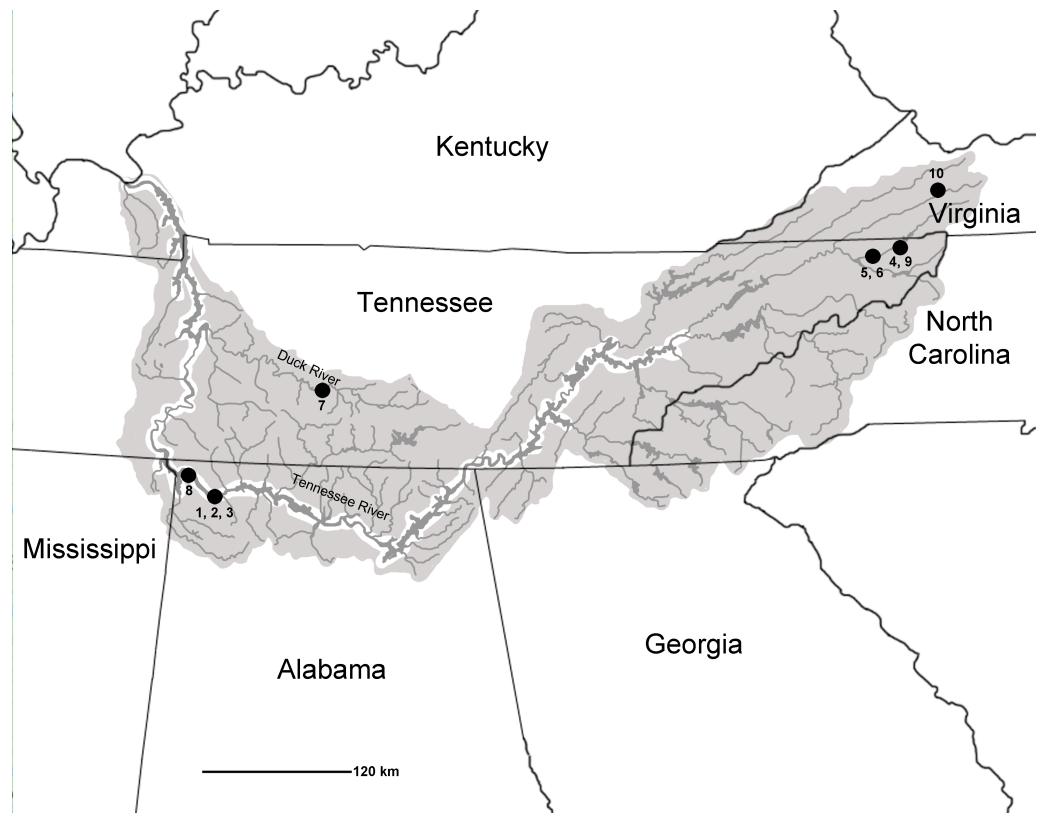 Kentucky
10
Virginia
4, 9
5, 6
Tennessee
North
Carolina
Duck River
7
Tennessee River
8
1, 2, 3
Mississippi
Georgia
Alabama
120 km